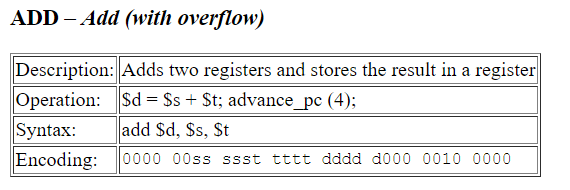 ADD – Add (with overflow)
Description: Adds two registers and stores the result in a register
Operation: $d = $s + $t; advance_pc (4);
Syntax: add $d, $s, $t
Encoding: 0000 00ss ssst tttt dddd d000 0010 0000